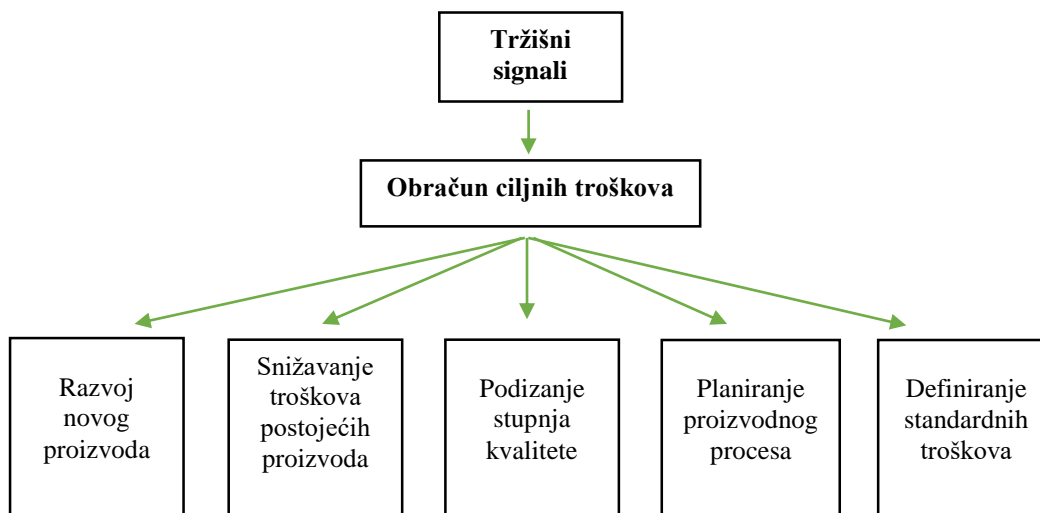 Tržišni
signali
Obračun ciljnih troškova
Razvoj
novog
proizvoda
Snižavanje
troškova
postojećih
proizvoda
Podizanje
stupnja
kvalitete
Planiranje
proizvodnog
procesa
Definiranje
standardnih
troškova